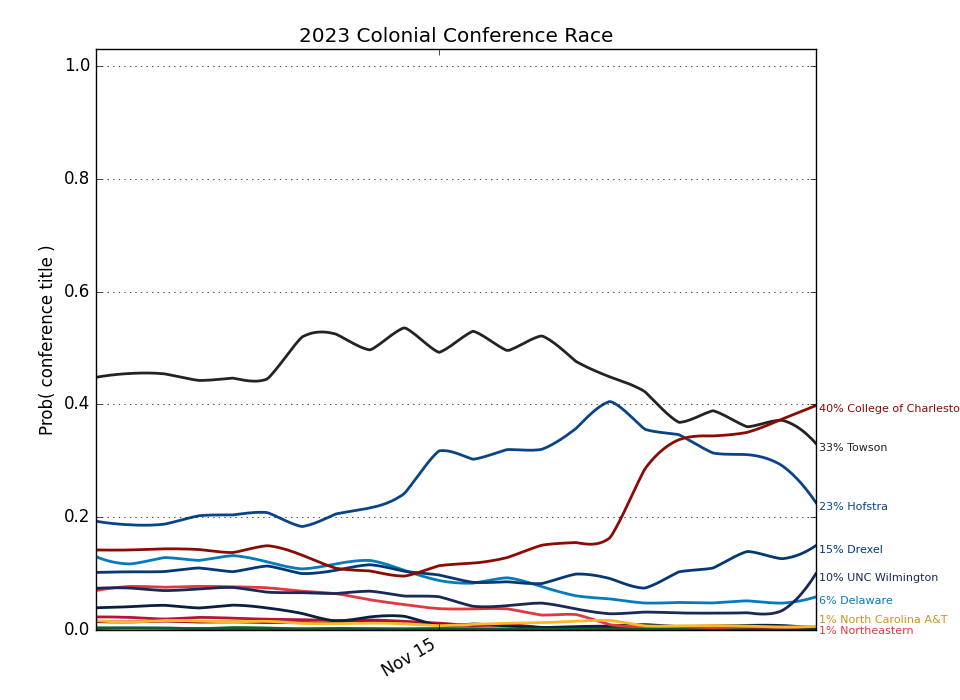 2023 Colonial Conference Race
1.0
0.8
0.6
0.4
0.2
0.0
Prob( conference title )
Nov 15
40% College of Charlesto
33% Towson
23% Hofstra
15% Drexel
10% UNC Wilmington
6% Delaware
1% North Carolina A&T
1% Northeastern